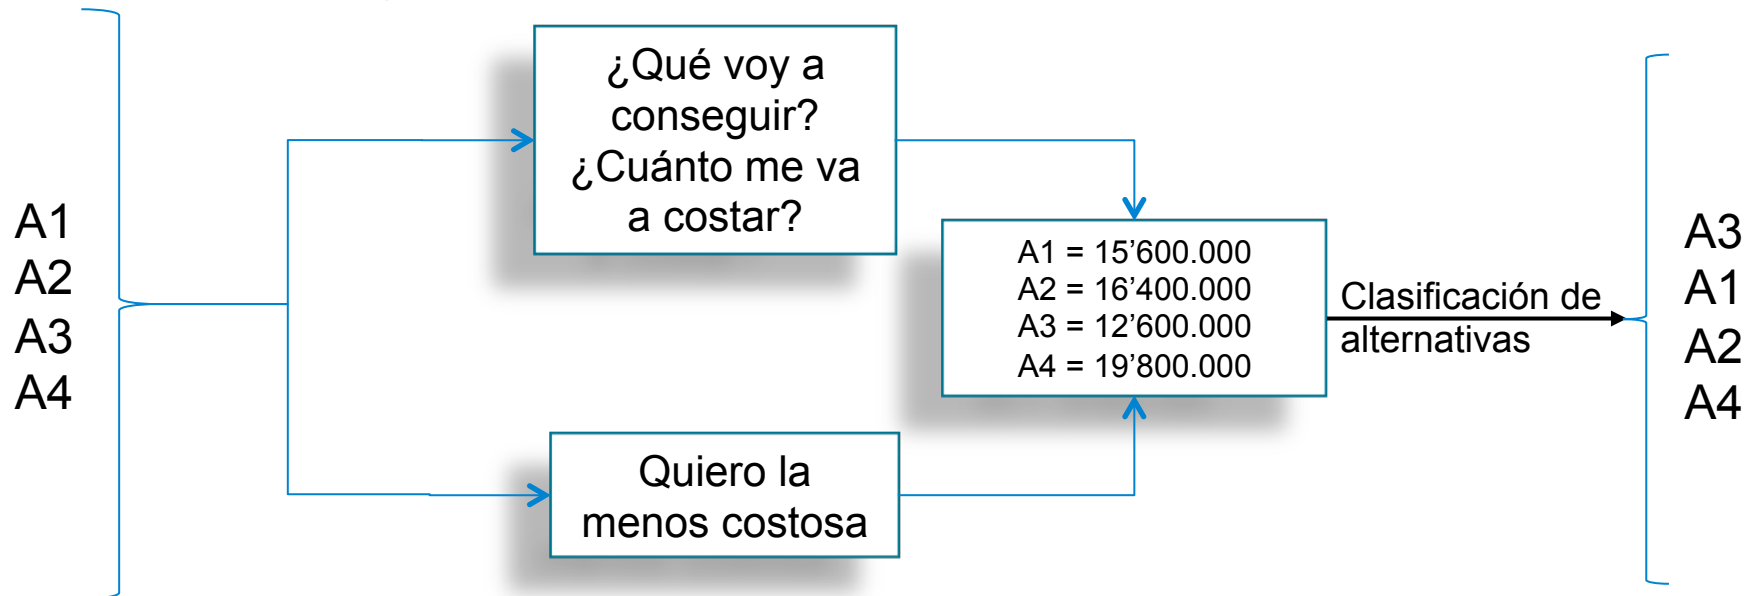 A1
A2
A3
A4
¿Qué voy a
conseguir?
¿Cuánto me va
a costar?
Quiero la
menos costosa
A1 = 15’600.000
A2 = 16’400.000
A3 = 12’600.000
A4 = 19’800.000
Clasificación de
alternativas
A3
A1
A2
A4